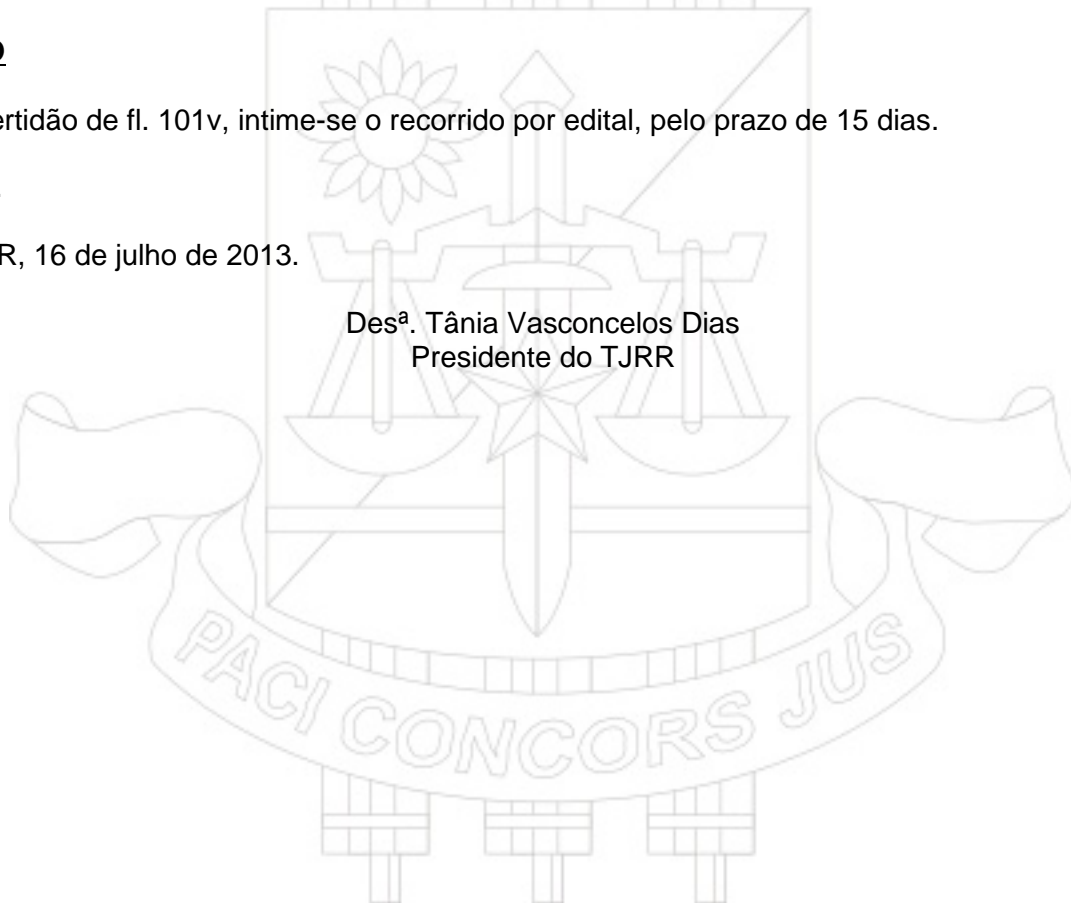 O
ertidão de fl. 101v, intime-se o recorrido por edital, pelo prazo de 15 dias.
R, 16 de julho de 2013.
Desª. Tânia Vasconcelos Dias
Presidente do TJRR
PACI CONCORS JUS